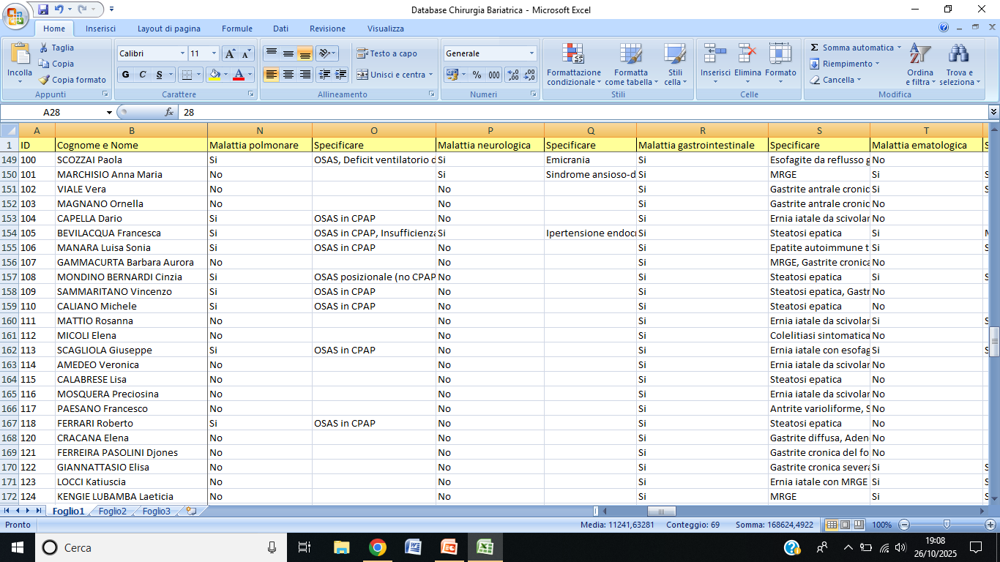 Database Chirurgia Bariatrica - Microsoft Excel
Home Inserisci Layout di pagina Formule Dati Revisione Visualizza
Incolla Taglia Copia Copia formato Appunti
Calibri 11 G C S Carattere
Testo a capo Unisci e centra Allineamento
Generale % 000 Numeri
Formattazione condizionale Formatta come tabella Stili cella Stili
Inserisci Elimina Formato Celle
Somma automatica Riempimento Cancella Ordina e filtra Trova e seleziona Modifica
A28 fx 28
A B N O P Q R S T
1 ID Cognome e Nome Malattia polmonare Specificare Malattia neurologica Specificare Malattia gastrointestinale Specificare Malattia ematologica S
149 100 SCOZZAI Paola Si OSAS, Deficit ventilatorio d Si Emicrania Si Esofagite da reflusso g No
150 101 MARCHISIO Anna Maria No Si Sindrome ansioso-d Si MRGE Si S
151 102 VIALE Vera No No Si Gastrite antrale cronic Si S
152 103 MAGNANO Ornella No No Si Gastrite antrale cronic No
153 104 CAPELLA Dario Si OSAS in CPAP No Si Ernia iatale da scivolar No
154 105 BEVILACQUA Francesca Si OSAS in CPAP, Insufficienza Si Ipertensione endocr Si Steatosi epatica Si M
155 106 MANARA Luisa Sonia Si OSAS in CPAP No Si Epatite autoimmune t Si S
156 107 GAMMACURTA Barbara Aurora No No Si MRGE, Gastrite cronica No
157 108 MONDINO BERNARDI Cinzia Si OSAS posizionale (no CPAP No Si Steatosi epatica Si S
158 109 SAMMARITANO Vincenzo Si OSAS in CPAP No Si Steatosi epatica, Gastr No
159 110 CALIANO Michele Si OSAS in CPAP No Si Steatosi epatica No
160 111 MATTIO Rosanna No No Si Ernia iatale da scivolar Si S
161 112 MICOLI Elena No No Si Colelitiasi sintomatica No
162 113 SCAGLIOLA Giuseppe Si OSAS in CPAP No Si Ernia iatale con esofag Si S
163 114 AMEDEO Veronica No No Si Ernia iatale da scivolar No
164 115 CALABRESE Lisa No No Si Steatosi epatica No
165 116 MOSQUERA Preciosina No No Si Ernia iatale da scivolar No
166 117 PAESANO Francesco No No Si Antrite varioliforme, S No
167 118 FERRARI Roberto Si OSAS in CPAP No Si Steatosi epatica No
168 120 CRACANA Elena No No Si Gastrite diffusa, Aden No
169 121 FERREIRA PASOLINI Djones No No Si Gastrite cronica del fo No
170 122 GIANNATTASIO Elisa No No Si Gastrite cronica severa Si S
171 123 LOCCI Katiuscia No No Si Ernia iatale con MRGE Si S
172 124 KENGIE LUBAMBA Laeticia No No Si MRGE Si S
Foglio1 Foglio2 Foglio3
Pronto Media: 11241,63281 Conteggio: 69 Somma: 168624,4922 100%
Cerca 19:08
26/10/2025